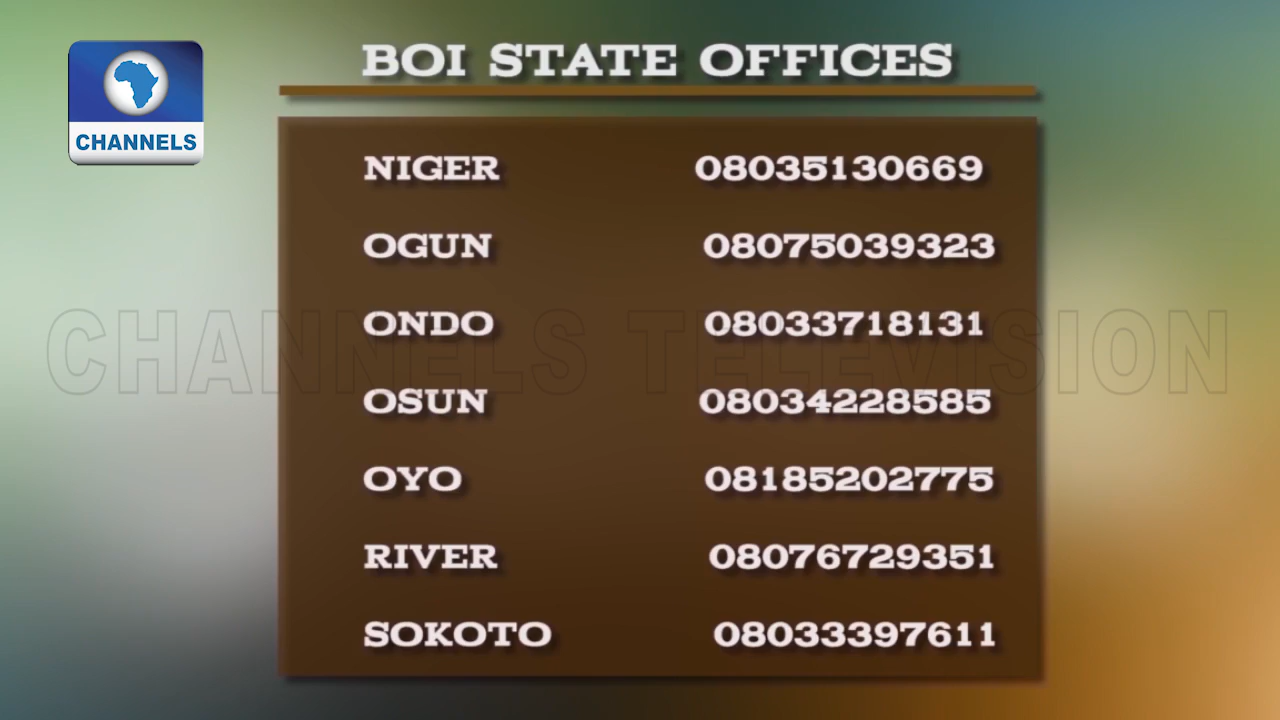 BOI STATE OFFICES
CHANNELS
NIGER 08035130669
OGUN 08075039323
ONDO 08033718131
CHANNELS TELEVISION
OSUN 08034228585
OYO 08185202775
RIVER 08076729351
SOKOTO 08033397611